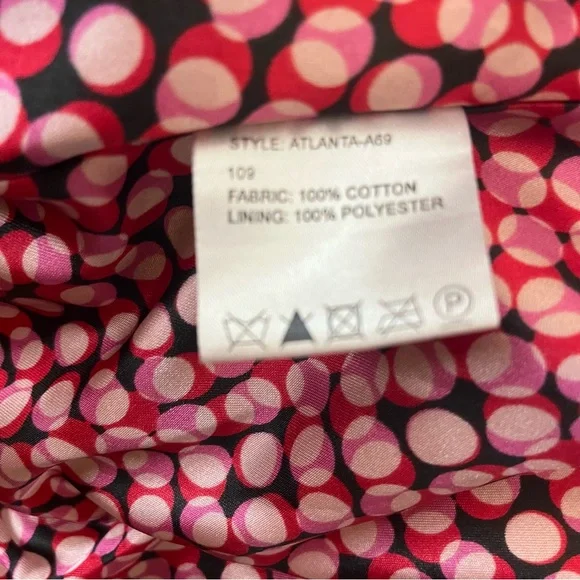 STYLE: ATLANTA-A69
109
FABRIC: 100% COTTON
LINING: 100% POLYESTER
P